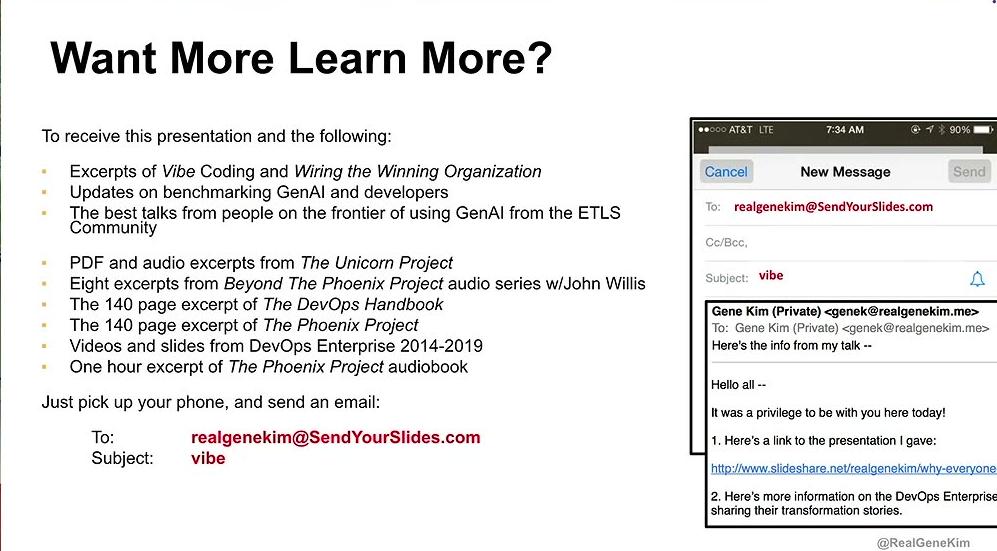 Want More Learn More?
To receive this presentation and the following:
▪ Excerpts of Vibe Coding and Wiring the Winning Organization
▪ Updates on benchmarking GenAI and developers
▪ The best talks from people on the frontier of using GenAI from the ETLS
Community
▪ PDF and audio excerpts from The Unicorn Project
▪ Eight excerpts from Beyond The Phoenix Project audio series w/John Willis
▪ The 140 page excerpt of The DevOps Handbook
▪ The 140 page excerpt of The Phoenix Project
▪ Videos and slides from DevOps Enterprise 2014-2019
▪ One hour excerpt of The Phoenix Project audiobook
Just pick up your phone, and send an email:
To: realgenekim@SendYourSlides.com
Subject: vibe
AT&T LTE 7:34 AM 90%
Cancel New Message Send
To: realgenekim@SendYourSlides.com
Cc/Bcc,
Subject: vibe
Gene Kim (Private) <genek@realgenekim.me>
To: Gene Kim (Private) <genek@realgenekim.me>
Here's the info from my talk --
Hello all --
It was a privilege to be with you here today!
1. Here's a link to the presentation I gave:
http://www.slideshare.net/realgenekim/why-everyone
2. Here's more information on the DevOps Enterprise
sharing their transformation stories.
@RealGeneKim